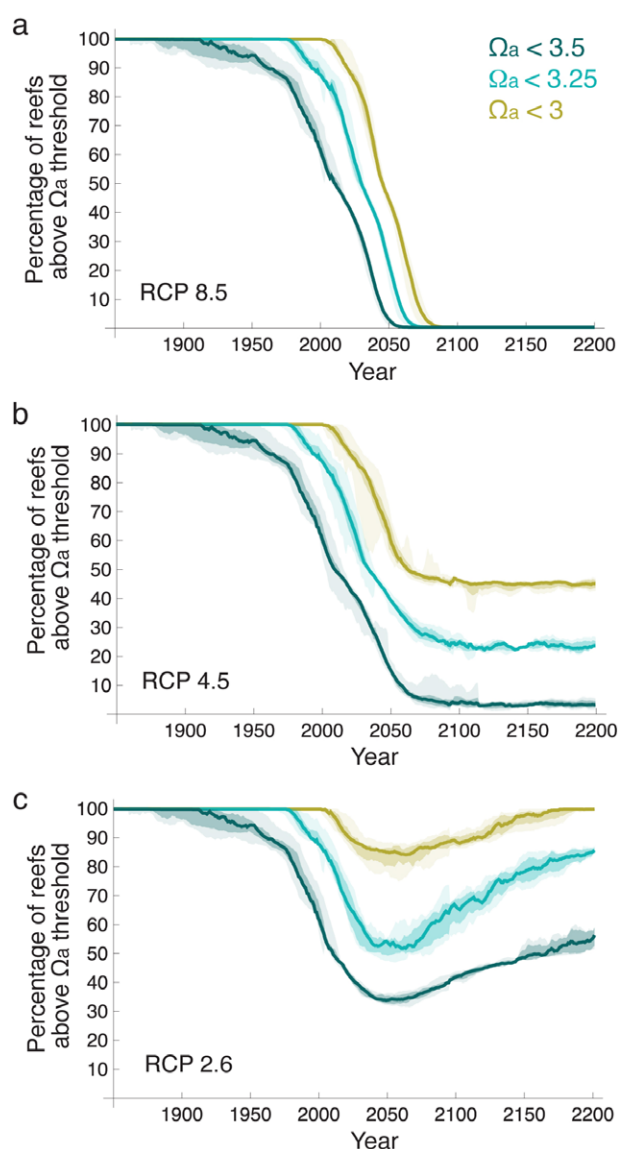 a
Ωa < 3.5
Ωa < 3.25
Ωa < 3
Percentage of reefs
above Ωa threshold
100
90
80
70
60
50
40
30
20
10
RCP 8.5
1900 1950 2000 2050 2100 2150 2200
Year
b
Percentage of reefs
above Ωa threshold
100
90
80
70
60
50
40
30
20
10
RCP 4.5
1900 1950 2000 2050 2100 2150 2200
Year
c
Percentage of reefs
above Ωa threshold
100
90
80
70
60
50
40
30
20
10
RCP 2.6
1900 1950 2000 2050 2100 2150 2200
Year